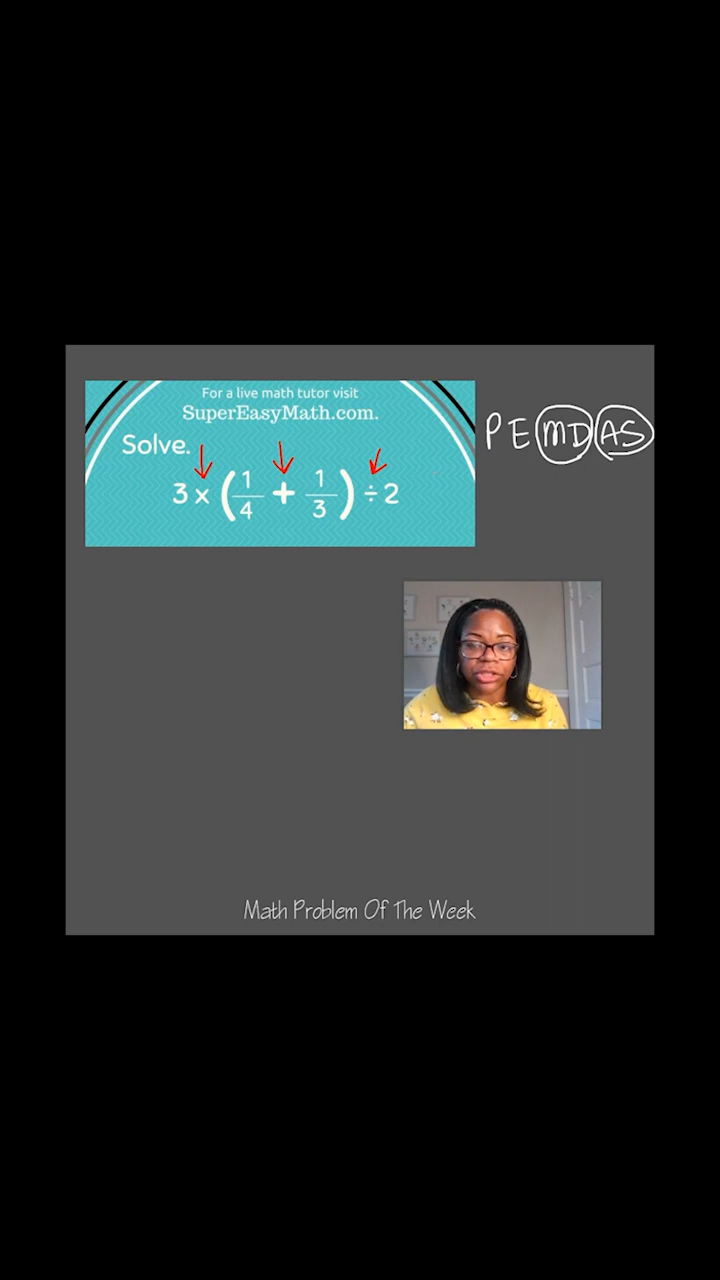 For a live math tutor visit
SuperEasyMath.com.
Solve.
3 x ( 1/4 + 1/3 ) ÷ 2
PEMDAS
Math Problem Of The Week